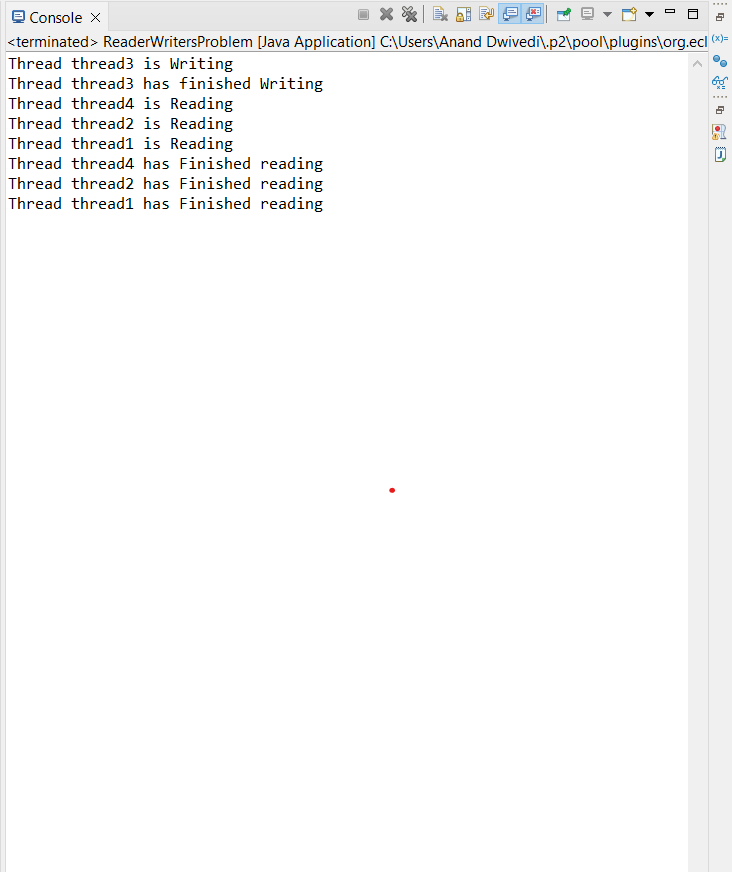 Console
<terminated> ReaderWritersProblem [Java Application] C:\Users\Anand Dwivedi\.p2\pool\plugins\org.ecl
Thread thread3 is Writing
Thread thread3 has finished Writing
Thread thread4 is Reading
Thread thread2 is Reading
Thread thread1 is Reading
Thread thread4 has Finished reading
Thread thread2 has Finished reading
Thread thread1 has Finished reading
(x)=